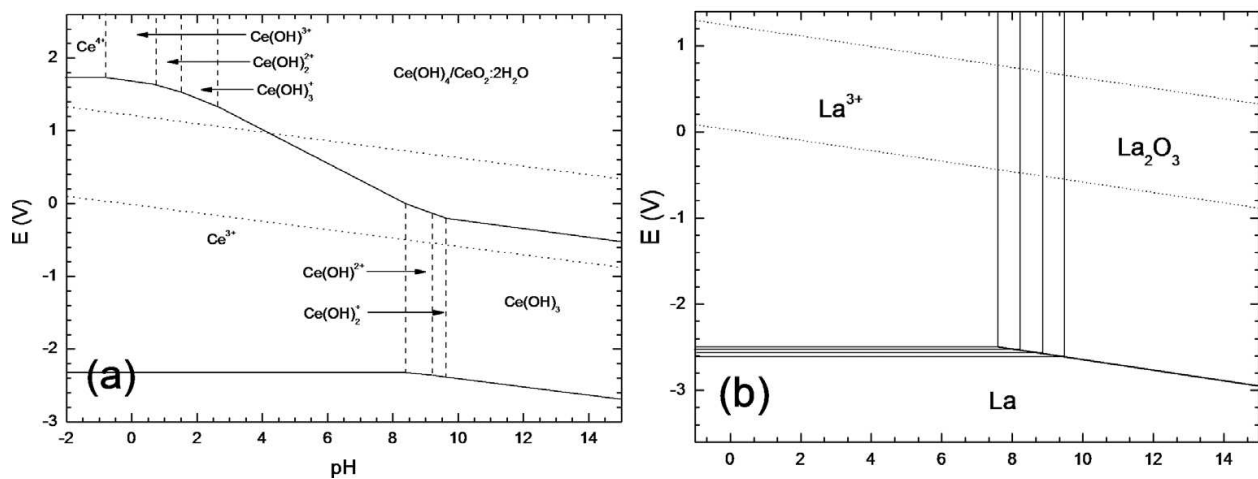 Ce⁴⁺
Ce(OH)³⁺
Ce(OH)₂²⁺
Ce(OH)₃⁺
Ce(OH)₄/CeO₂:2H₂O
Ce³⁺
Ce(OH)²⁺
Ce(OH)₂⁺
Ce(OH)₃
(a)
E (V)
2
1
0
-1
-2
-3
-2 0 2 4 6 8 10 12 14
pH
La³⁺
La₂O₃
La
(b)
E (V)
1
0
-1
-2
-3
0 2 4 6 8 10 12 14